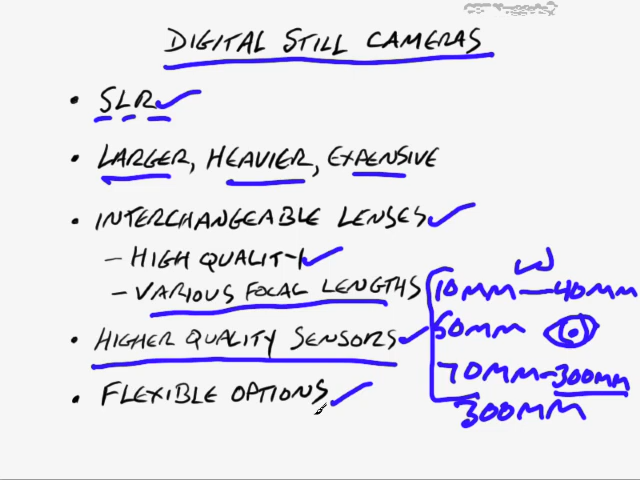 DIGITAL STILL CAMERAS
• SLR
• LARGER, HEAVIER, EXPENSIVE
• INTERCHANGEABLE LENSES
– HIGH QUALITY
– VARIOUS FOCAL LENGTHS
• HIGHER QUALITY SENSORS
• FLEXIBLE OPTIONS
W
10MM—40MM
50MM
70MM-300MM
300MM